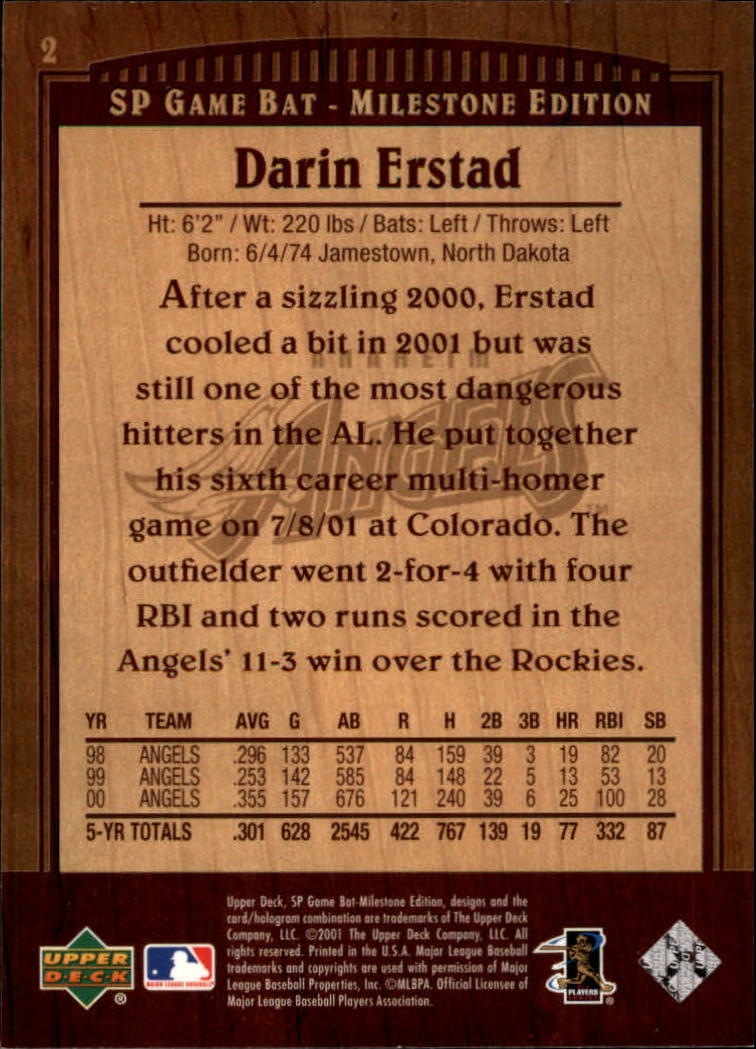 2
SP GAME BAT - MILESTONE EDITION
Darin Erstad
Ht: 6'2" / Wt: 220 lbs / Bats: Left / Throws: Left
Born: 6/4/74 Jamestown, North Dakota
After a sizzling 2000, Erstad
cooled a bit in 2001 but was
still one of the most dangerous
hitters in the AL. He put together
his sixth career multi-homer
game on 7/8/01 at Colorado. The
outfielder went 2-for-4 with four
RBI and two runs scored in the
Angels' 11-3 win over the Rockies.
ANAHEIM
ANGELS
YR TEAM AVG G AB R H 2B 3B HR RBI SB
98 ANGELS .296 133 537 84 159 39 3 19 82 20
99 ANGELS .253 142 585 84 148 22 5 13 53 13
00 ANGELS .355 157 676 121 240 39 6 25 100 28
5-YR TOTALS .301 628 2545 422 767 139 19 77 332 87
Upper Deck, SP Game Bat-Milestone Edition, designs and the
card/hologram combination are trademarks of The Upper Deck
Company, LLC. ©2001 The Upper Deck Company, LLC. All
rights reserved. Printed in the U.S.A. Major League Baseball
trademarks and copyrights are used with permission of Major
League Baseball Properties, Inc. ©MLBPA. Official Licensee of
Major League Baseball Players Association.
UPPER
DECK
®
MAJOR LEAGUE BASEBALL
PLAYERS
CHOICE
®